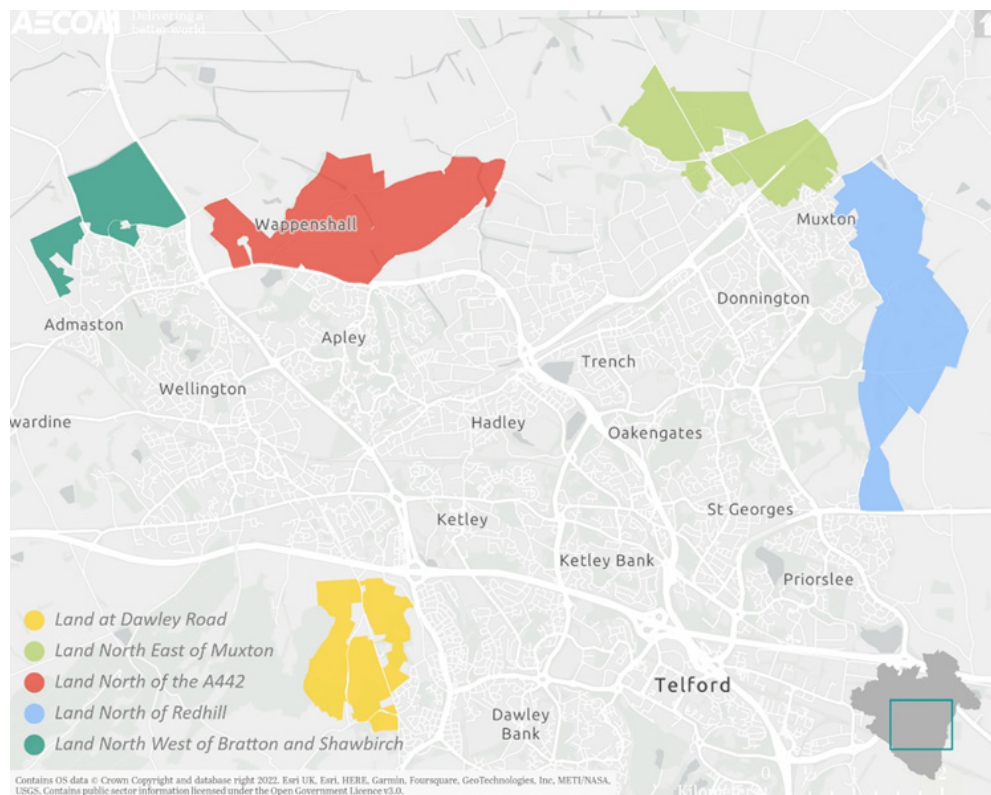 AECOM Delivering a
better world
Wappenshall
Muxton
Donnington
Admaston
Apley
Trench
Wellington
wardine
Hadley
Oakengates
St Georges
Ketley
Ketley Bank
Priorslee
Land at Dawley Road
Land North East of Muxton
Land North of the A442
Land North of Redhill
Land North West of Bratton and Shawbirch
Telford
Dawley
Bank
Contains OS data © Crown Copyright and database right 2022. Esri UK, Esri, HERE, Garmin, Foursquare, GeoTechnologies, Inc, METI/NASA,
USGS. Contains public sector information licensed under the Open Government Licence v3.0.
0 2
Kilometers